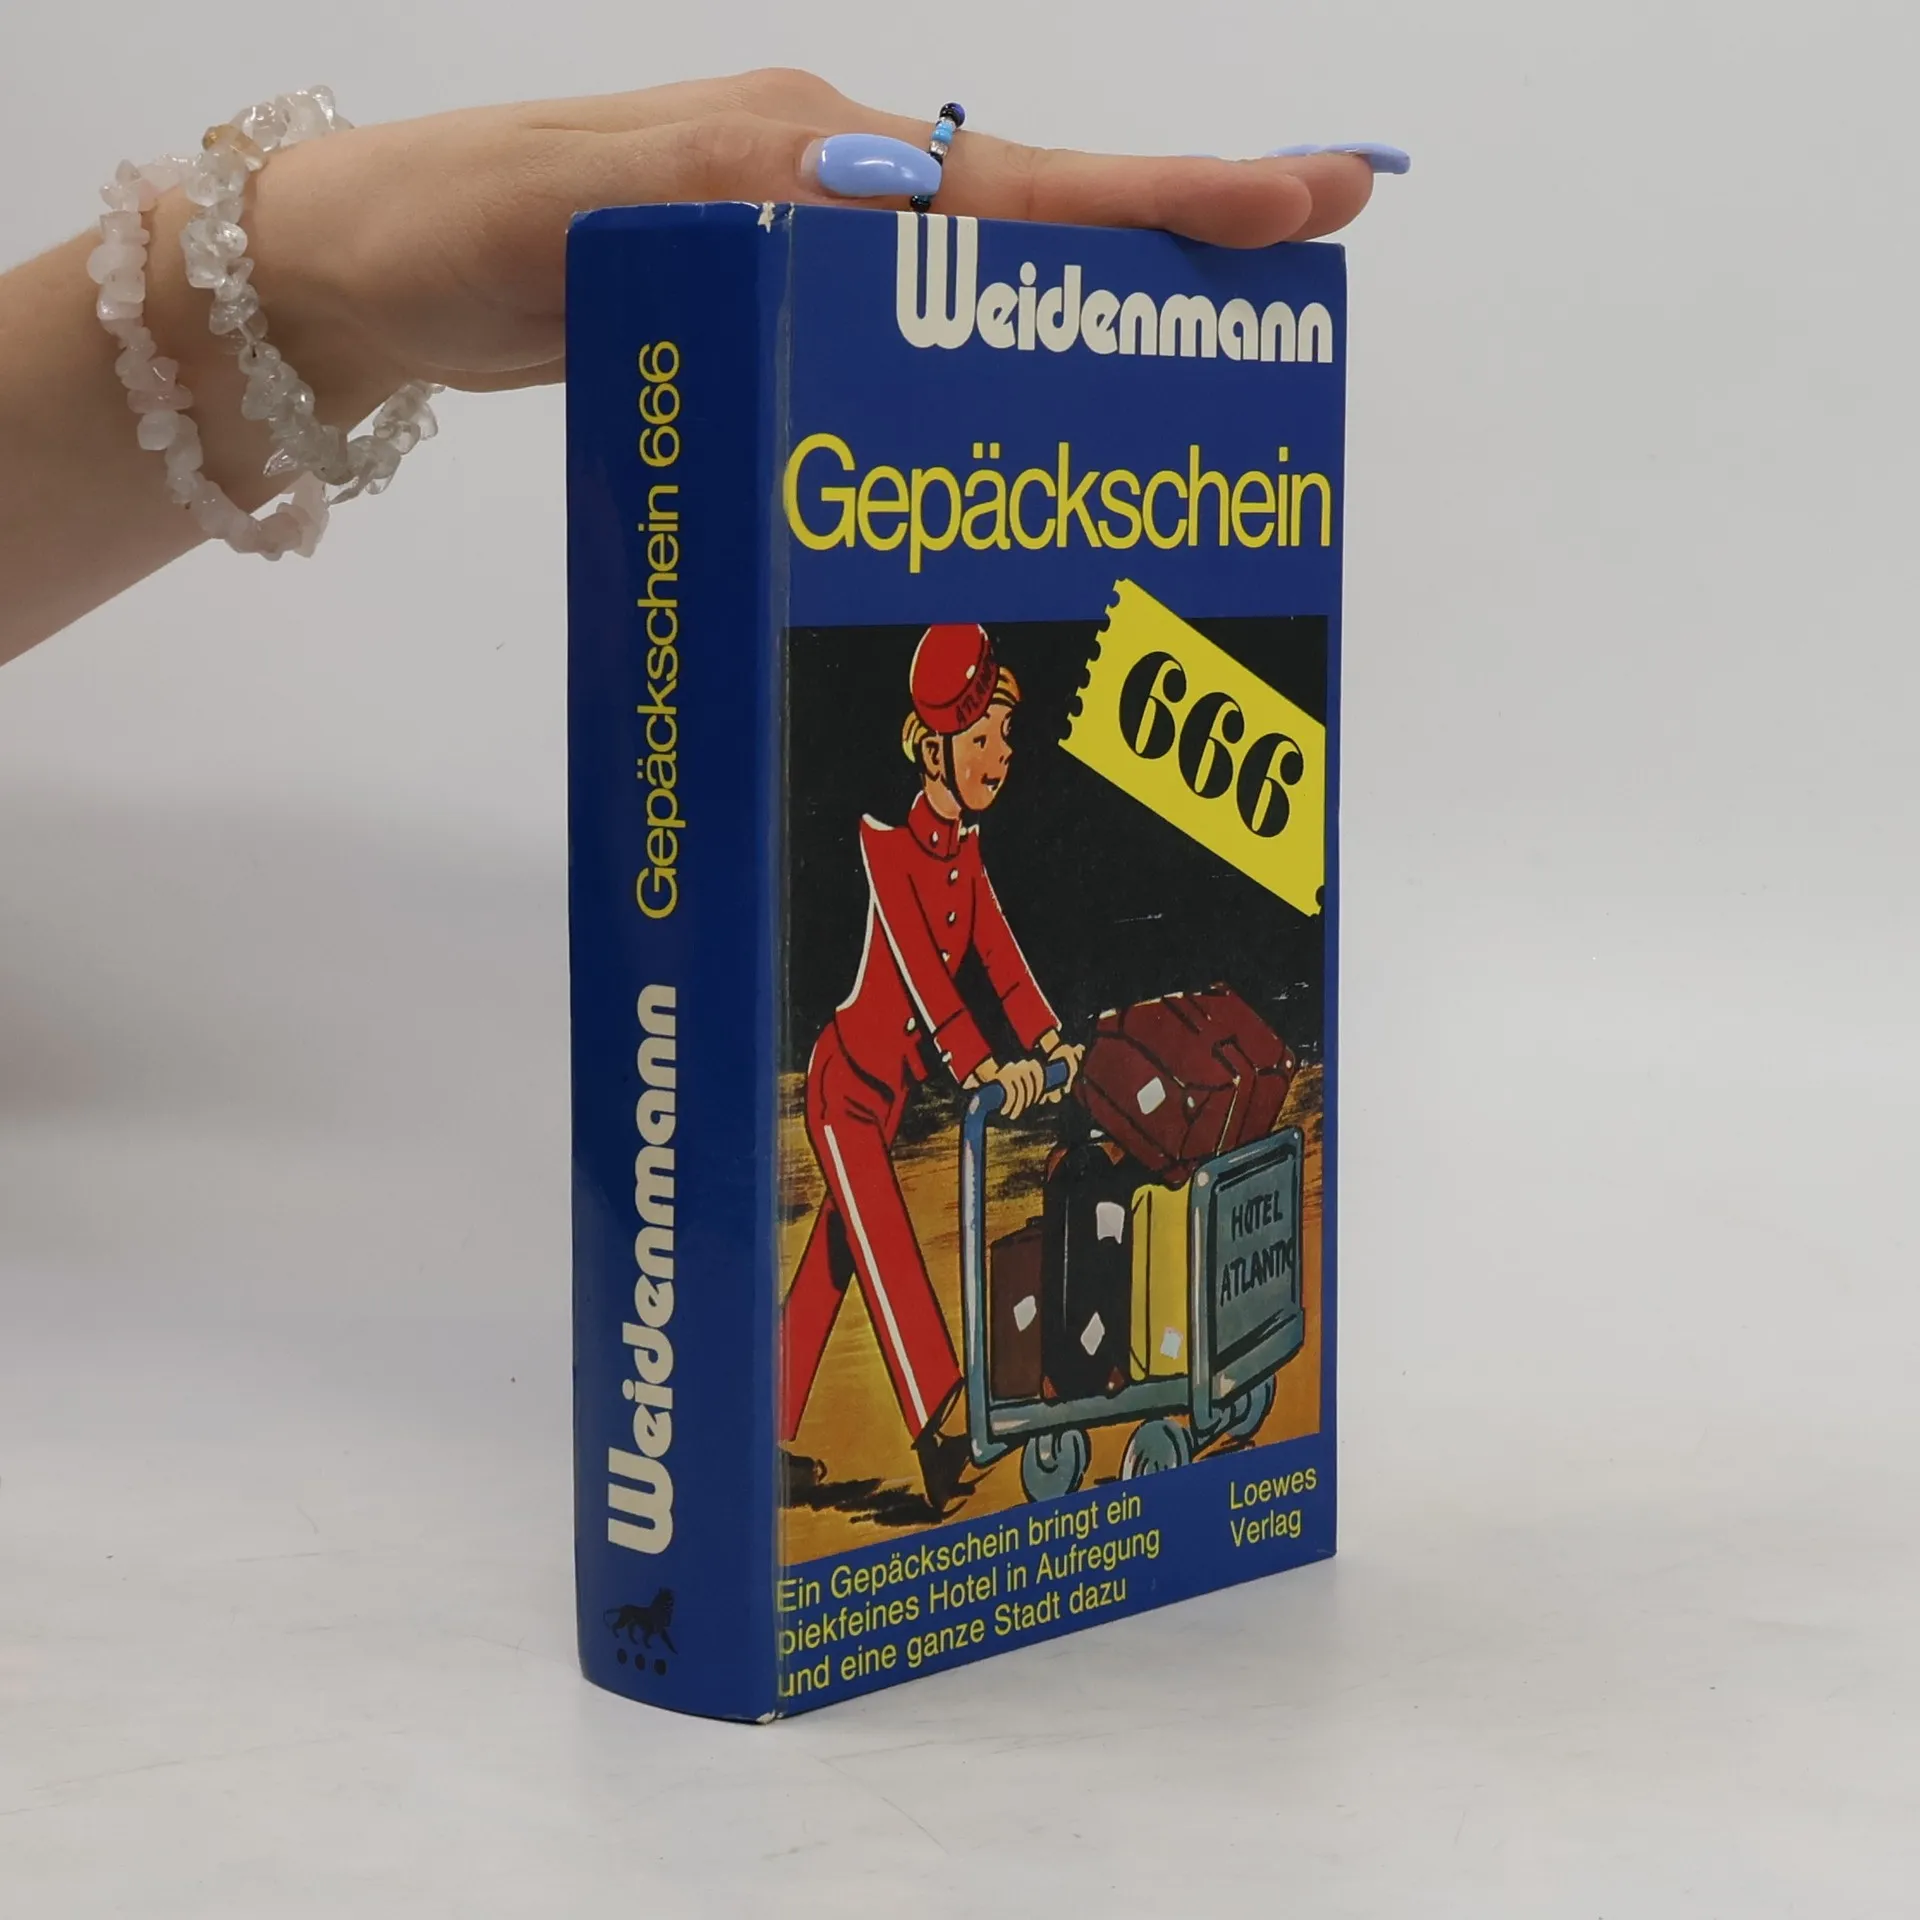 Weidenmann Gepäckschein 666
Weidenmann
Gepäckschein
666
ATLANTIC
HOTEL
ATLANTIC
Ein Gepäckschein bringt ein
piekfeines Hotel in Aufregung
und eine ganze Stadt dazu
Loewes
Verlag